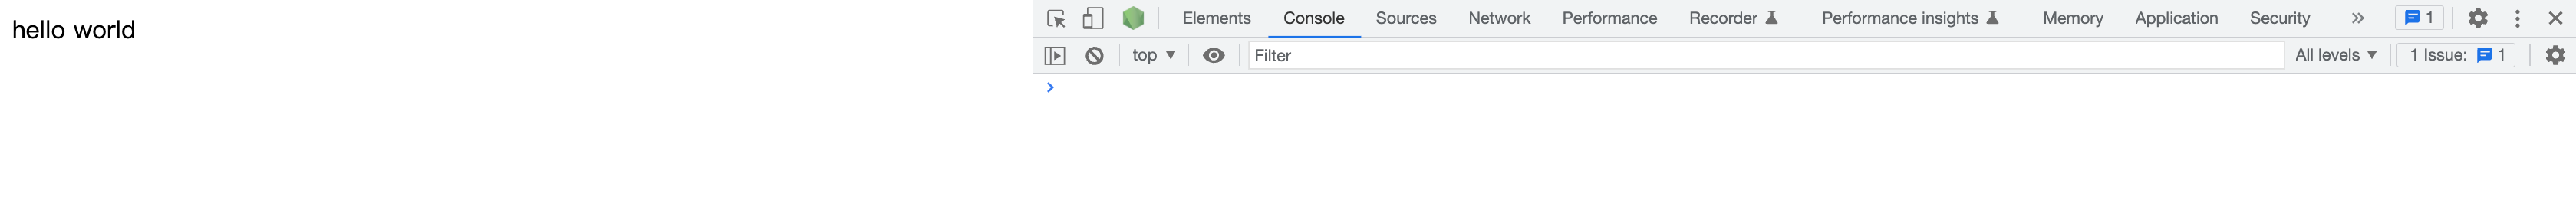 hello world
Elements Console Sources Network Performance Recorder Performance insights Memory Application Security 1
top Filter All levels 1 Issue: 1